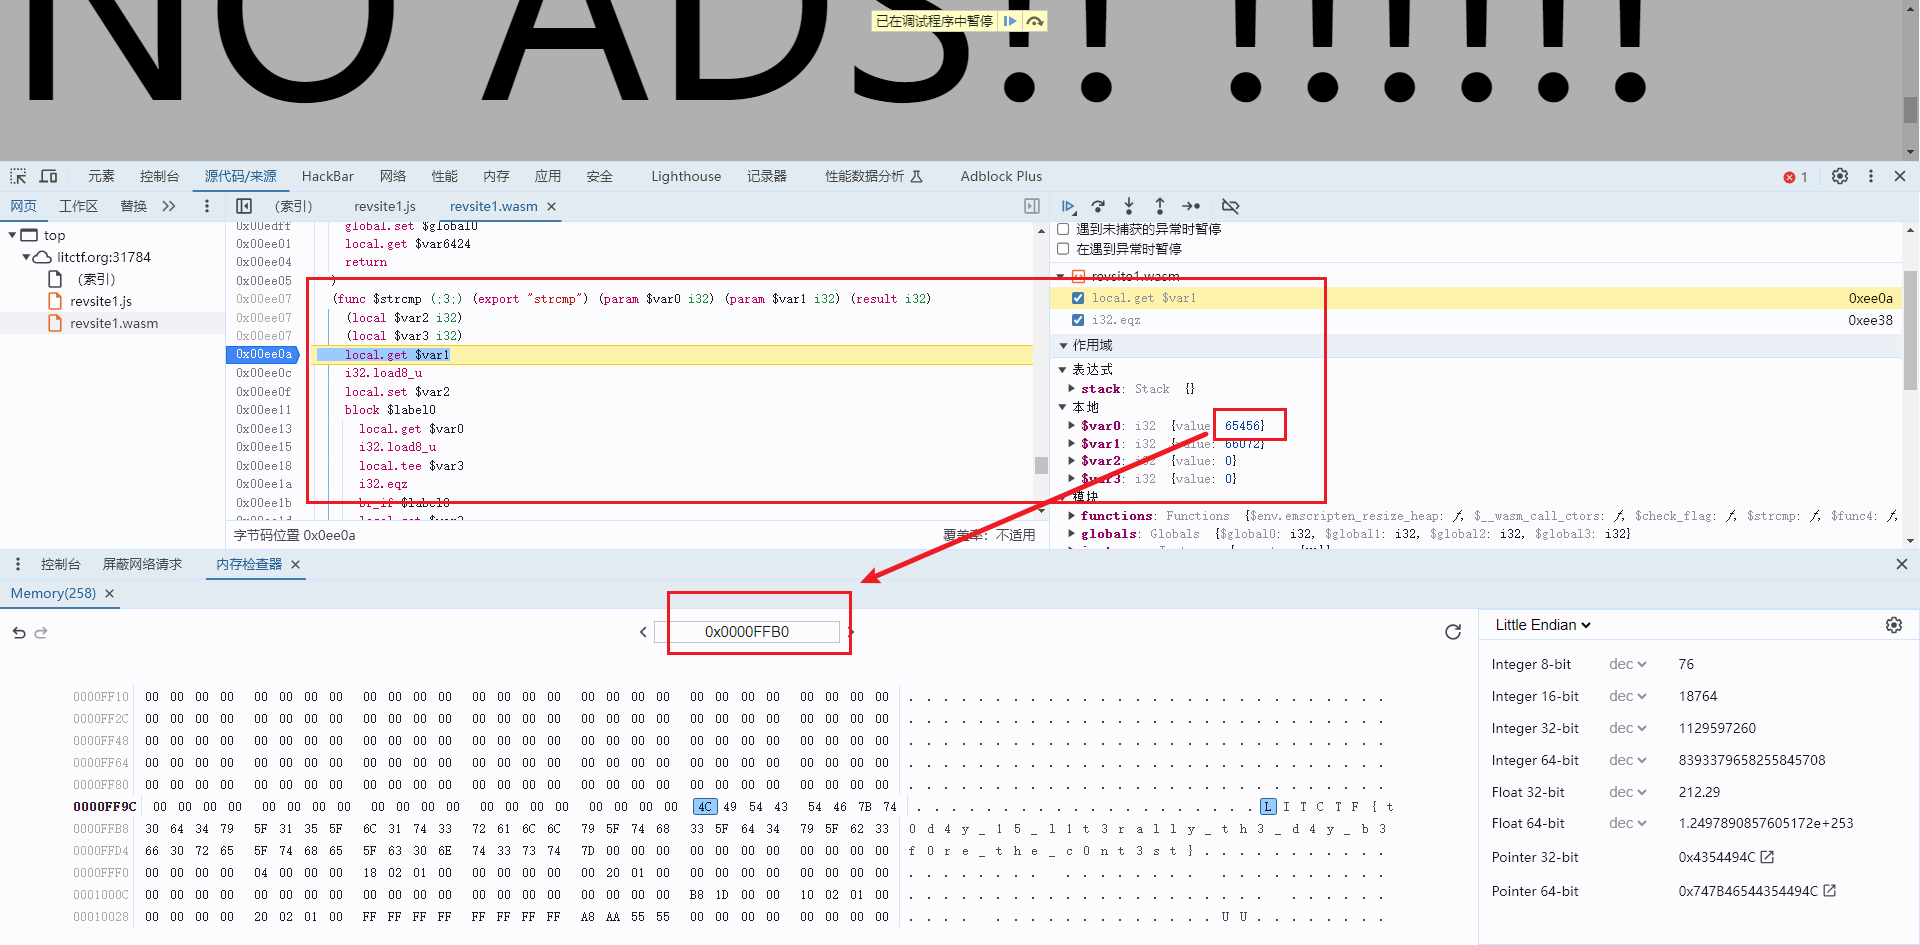 NO ADS!! !!!!!!
已在调试程序中暂停
元素 控制台 源代码/来源 HackBar 网络 性能 内存 应用 安全 Lighthouse 记录器 性能数据分析 Adblock Plus 1
网页 工作区 替换 (索引) revsite1.js revsite1.wasm
top
litctf.org:31784
(索引)
revsite1.js
revsite1.wasm
0x00edff global.set $global0
0x00ee01 local.get $var6424
0x00ee04 return
0x00ee05 )
0x00ee07 (func $strcmp (;3;) (export "strcmp") (param $var0 i32) (param $var1 i32) (result i32)
0x00ee07 (local $var2 i32)
0x00ee07 (local $var3 i32)
0x00ee0a local.get $var1
0x00ee0c i32.load8_u
0x00ee0f local.set $var2
0x00ee11 block $label0
0x00ee13 local.get $var0
0x00ee15 i32.load8_u
0x00ee18 local.tee $var3
0x00ee1a i32.eqz
0x00ee1b br_if $label0
0x00ee1d local.get $var2
字节码位置 0x0ee0a 覆盖率：不适用
遇到未捕获的异常时暂停
在遇到异常时暂停
revsite1.wasm
local.get $var1 0xee0a
i32.eqz 0xee38
作用域
表达式
stack: Stack {}
本地
$var0: i32 {value: 65456}
$var1: i32 {value: 66072}
$var2: i32 {value: 0}
$var3: i32 {value: 0}
模块
functions: Functions {$env.emscripten_resize_heap: ƒ, $__wasm_call_ctors: ƒ, $check_flag: ƒ, $strcmp: ƒ, $func4: ƒ,
globals: Globals {$global0: i32, $global1: i32, $global2: i32, $global3: i32}
控制台 屏蔽网络请求 内存检查器
Memory(258)
0x0000FFB0
0000FF10 00 00 00 00 00 00 00 00 00 00 00 00 00 00 00 00 00 00 00 00 00 00 00 00 00 00 00 00 . . . . . . . . . . . . . . . . . . . . . . . . . . . .
0000FF2C 00 00 00 00 00 00 00 00 00 00 00 00 00 00 00 00 00 00 00 00 00 00 00 00 00 00 00 00 . . . . . . . . . . . . . . . . . . . . . . . . . . . .
0000FF48 00 00 00 00 00 00 00 00 00 00 00 00 00 00 00 00 00 00 00 00 00 00 00 00 00 00 00 00 . . . . . . . . . . . . . . . . . . . . . . . . . . . .
0000FF64 00 00 00 00 00 00 00 00 00 00 00 00 00 00 00 00 00 00 00 00 00 00 00 00 00 00 00 00 . . . . . . . . . . . . . . . . . . . . . . . . . . . .
0000FF80 00 00 00 00 00 00 00 00 00 00 00 00 00 00 00 00 00 00 00 00 00 00 00 00 00 00 00 00 . . . . . . . . . . . . . . . . . . . . . . . . . . . .
0000FF9C 00 00 00 00 00 00 00 00 00 00 00 00 00 00 00 00 00 00 00 00 4C 49 54 43 54 46 7B 74 . . . . . . . . . . . . . . . . . . . . L I T C T F { t
0000FFB8 30 64 34 79 5F 31 35 5F 6C 31 74 33 72 61 6C 6C 79 5F 74 68 33 5F 64 34 79 5F 62 33 0 d 4 y _ 1 5 _ l 1 t 3 r a l l y _ t h 3 _ d 4 y _ b 3
0000FFD4 66 30 72 65 5F 74 68 65 5F 63 30 6E 74 33 73 74 7D 00 00 00 00 00 00 00 00 00 00 00 f 0 r e _ t h e _ c 0 n t 3 s t } . . . . . . . . . . .
0000FFF0 00 00 00 00 04 00 00 00 18 02 01 00 00 00 00 00 00 20 01 00 00 00 00 00 00 00 00 00
0001000C 00 00 00 00 00 00 00 00 00 00 00 00 00 00 00 00 00 00 00 00 B8 1D 00 00 10 02 01 00
00010028 00 00 00 00 20 02 01 00 FF FF FF FF FF FF FF FF A8 AA 55 55 00 00 00 00 00 00 00 00 U U
Little Endian
Integer 8-bit dec 76
Integer 16-bit dec 18764
Integer 32-bit dec 1129597260
Integer 64-bit dec 8393379658255845708
Float 32-bit dec 212.29
Float 64-bit dec 1.2497890857605172e+253
Pointer 32-bit 0x4354494C
Pointer 64-bit 0x747B46544354494C